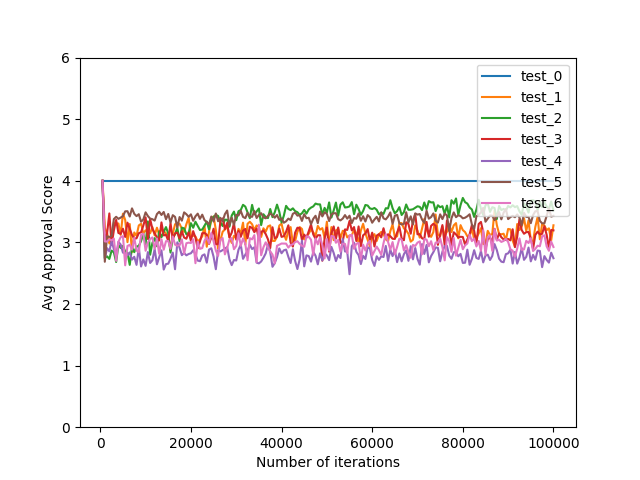 6
5
4
3
2
1
0
Avg Approval Score
test_0
test_1
test_2
test_3
test_4
test_5
test_6
0 20000 40000 60000 80000 100000
Number of iterations